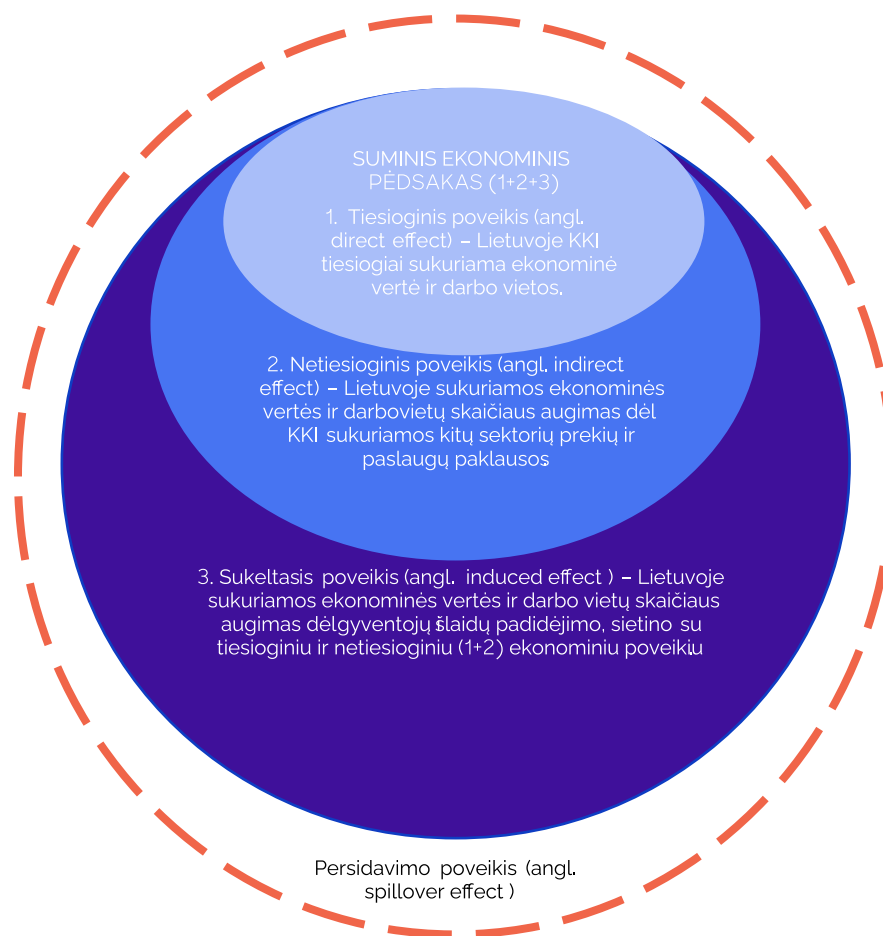 SUMINIS EKONOMINIS
PĖDSAKAS (1+2+3)
1. Tiesioginis poveikis (angl.
direct effect) – Lietuvoje KKI
tiesiogiai sukuriama ekonominė
vertė ir darbo vietos.
2. Netiesioginis poveikis (angl. indirect
effect) – Lietuvoje sukuriamos ekonominės
vertės ir darbovietų skaičiaus augimas dėl
KKI sukuriamos kitų sektorių prekių ir
paslaugų paklausos.
3. Sukeltasis poveikis (angl. induced effect ) – Lietuvoje
sukuriamos ekonominės vertės ir darbo vietų skaičiaus
augimas dėlgyventojų išlaidų padidėjimo, sietino su
tiesioginiu ir netiesioginiu (1+2) ekonominiu poveikiu.
Persidavimo poveikis (angl.
spillover effect )